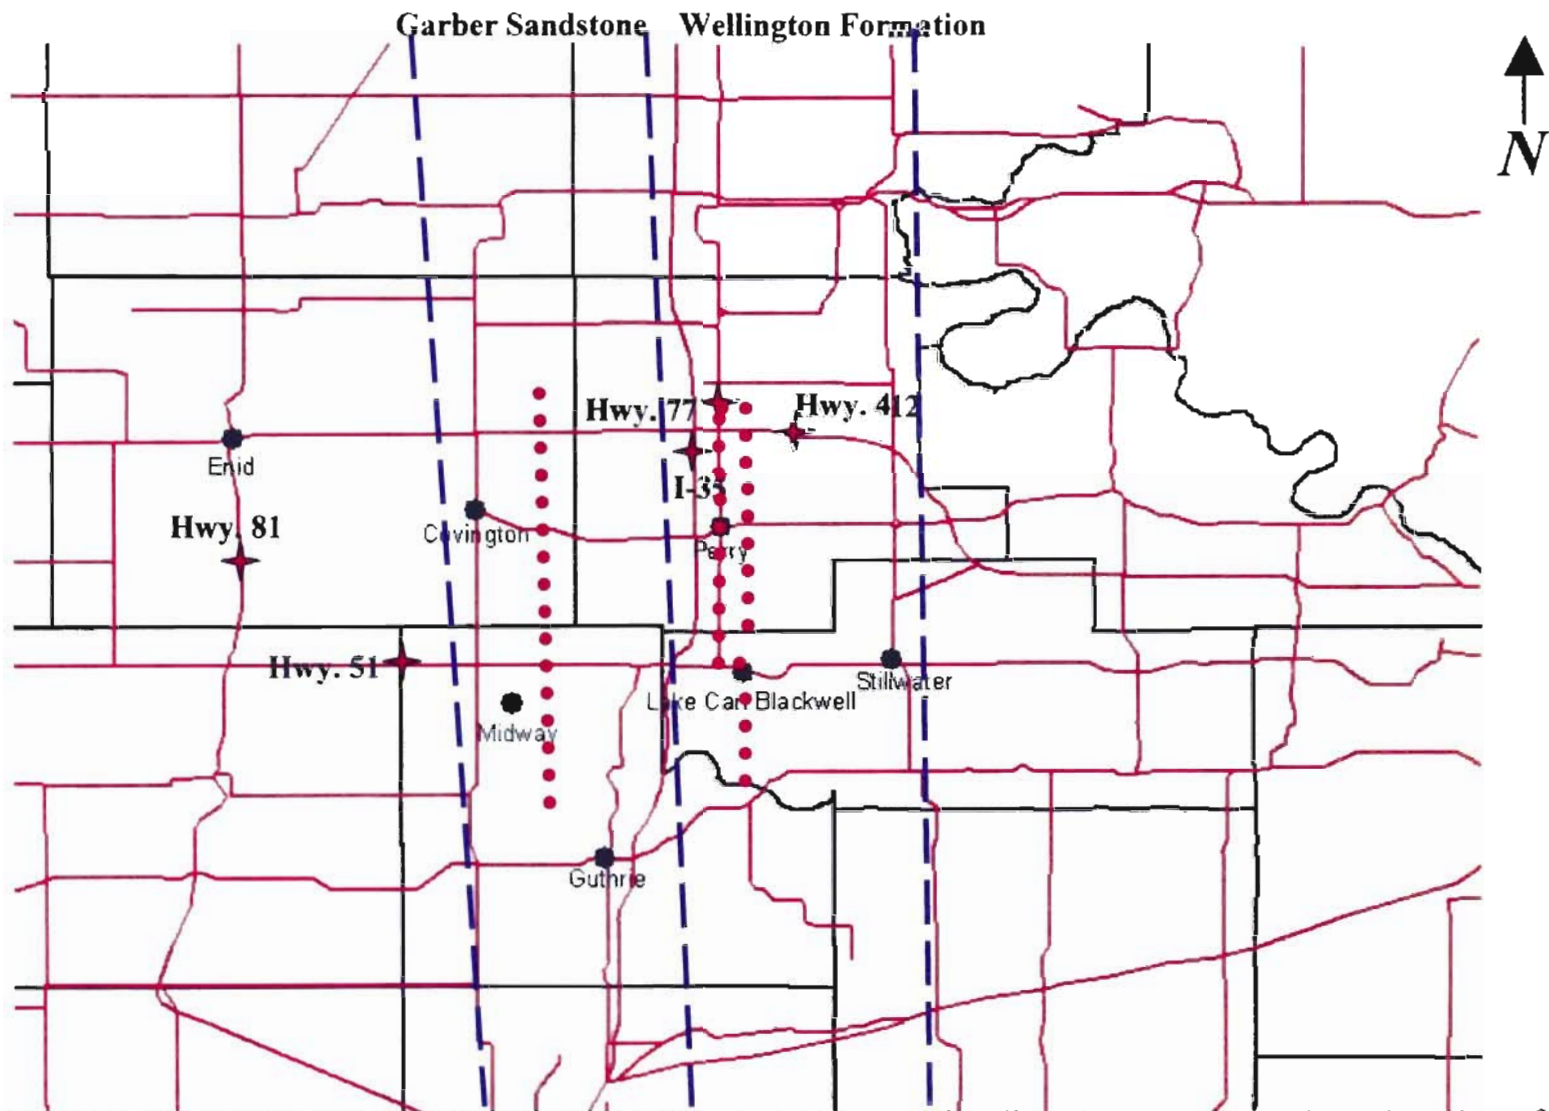 Garber Sandstone Wellington Formation
N
Hwy. 77 Hwy. 412
Enid
I-35
Hwy. 81
Covington
Perry
Hwy. 51
Lake Carl Blackwell
Stillwater
Midway
Guthrie